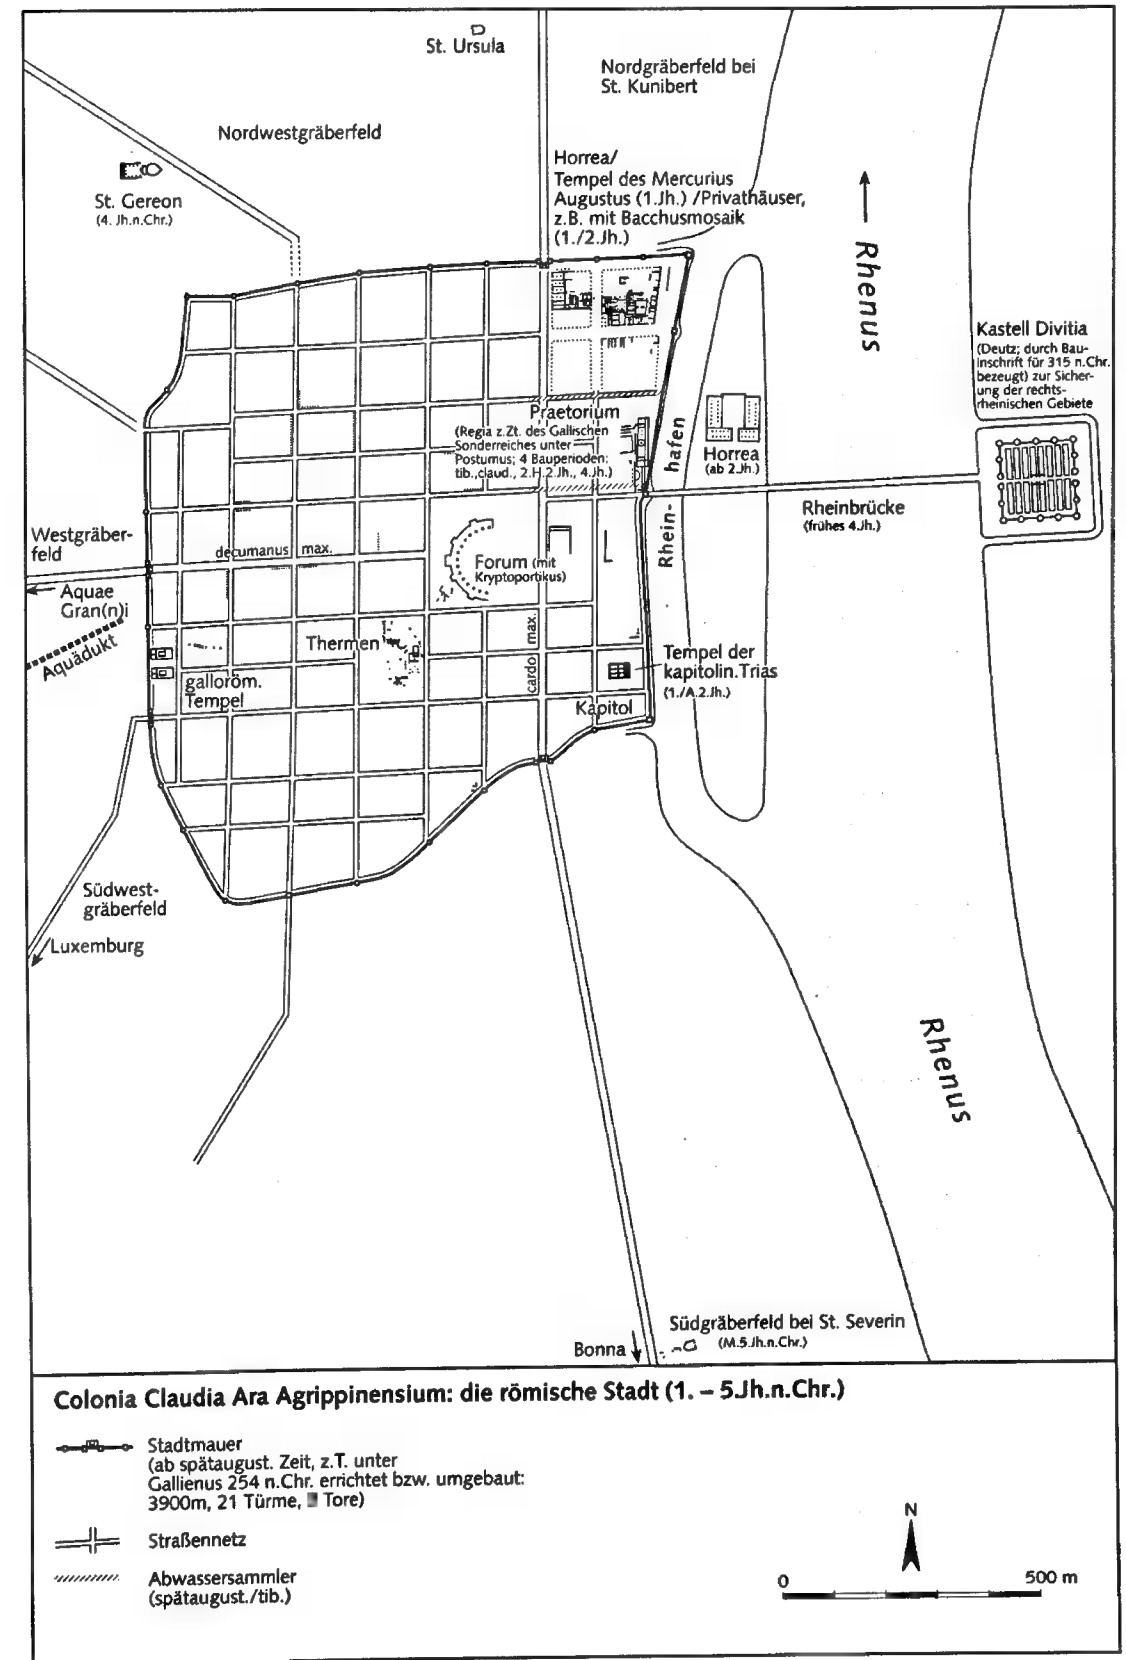 St. Ursula
Nordgräberfeld bei
St. Kunibert
Nordwestgräberfeld
St. Gereon
(4. Jh.n.Chr.)
Horrea/
Tempel des Mercurius
Augustus (1.Jh.) /Privathäuser,
z.B. mit Bacchusmosaik
(1./2.Jh.)
Rhenus
Kastell Divitia
(Deutz; durch Bau-
inschrift für 315 n.Chr.
bezeugt) zur Sicher-
ung der rechts-
rheinischen Gebiete
Praetorium
(Regia z.Zt. des Gallischen
Sonderreiches unter
Postumus; 4 Bauperioden:
tib.,claud., 2.H.2.Jh., 4.Jh.)
Rhein-
hafen
Horrea
(ab 2.Jh.)
Rheinbrücke
(frühes 4.Jh.)
Westgräber-
feld
decumanus max.
Forum (mit
Kryptoportikus)
Aquae
Gran(n)i
Aquädukt
Thermen
cardo max.
Tempel der
kapitolin.Trias
(1./A.2.Jh.)
galloröm.
Tempel
Kapitol
Südwest-
gräberfeld
Luxemburg
Rhenus
Südgräberfeld bei St. Severin
(M.5.Jh.n.Chr.)
Bonna
Colonia Claudia Ara Agrippinensium: die römische Stadt (1. – 5.Jh.n.Chr.)
Stadtmauer
(ab spätaugust. Zeit, z.T. unter
Gallienus 254 n.Chr. errichtet bzw. umgebaut:
3900m, 21 Türme, Tore)
Straßennetz
Abwassersammler
(spätaugust./tib.)
N
0 500 m